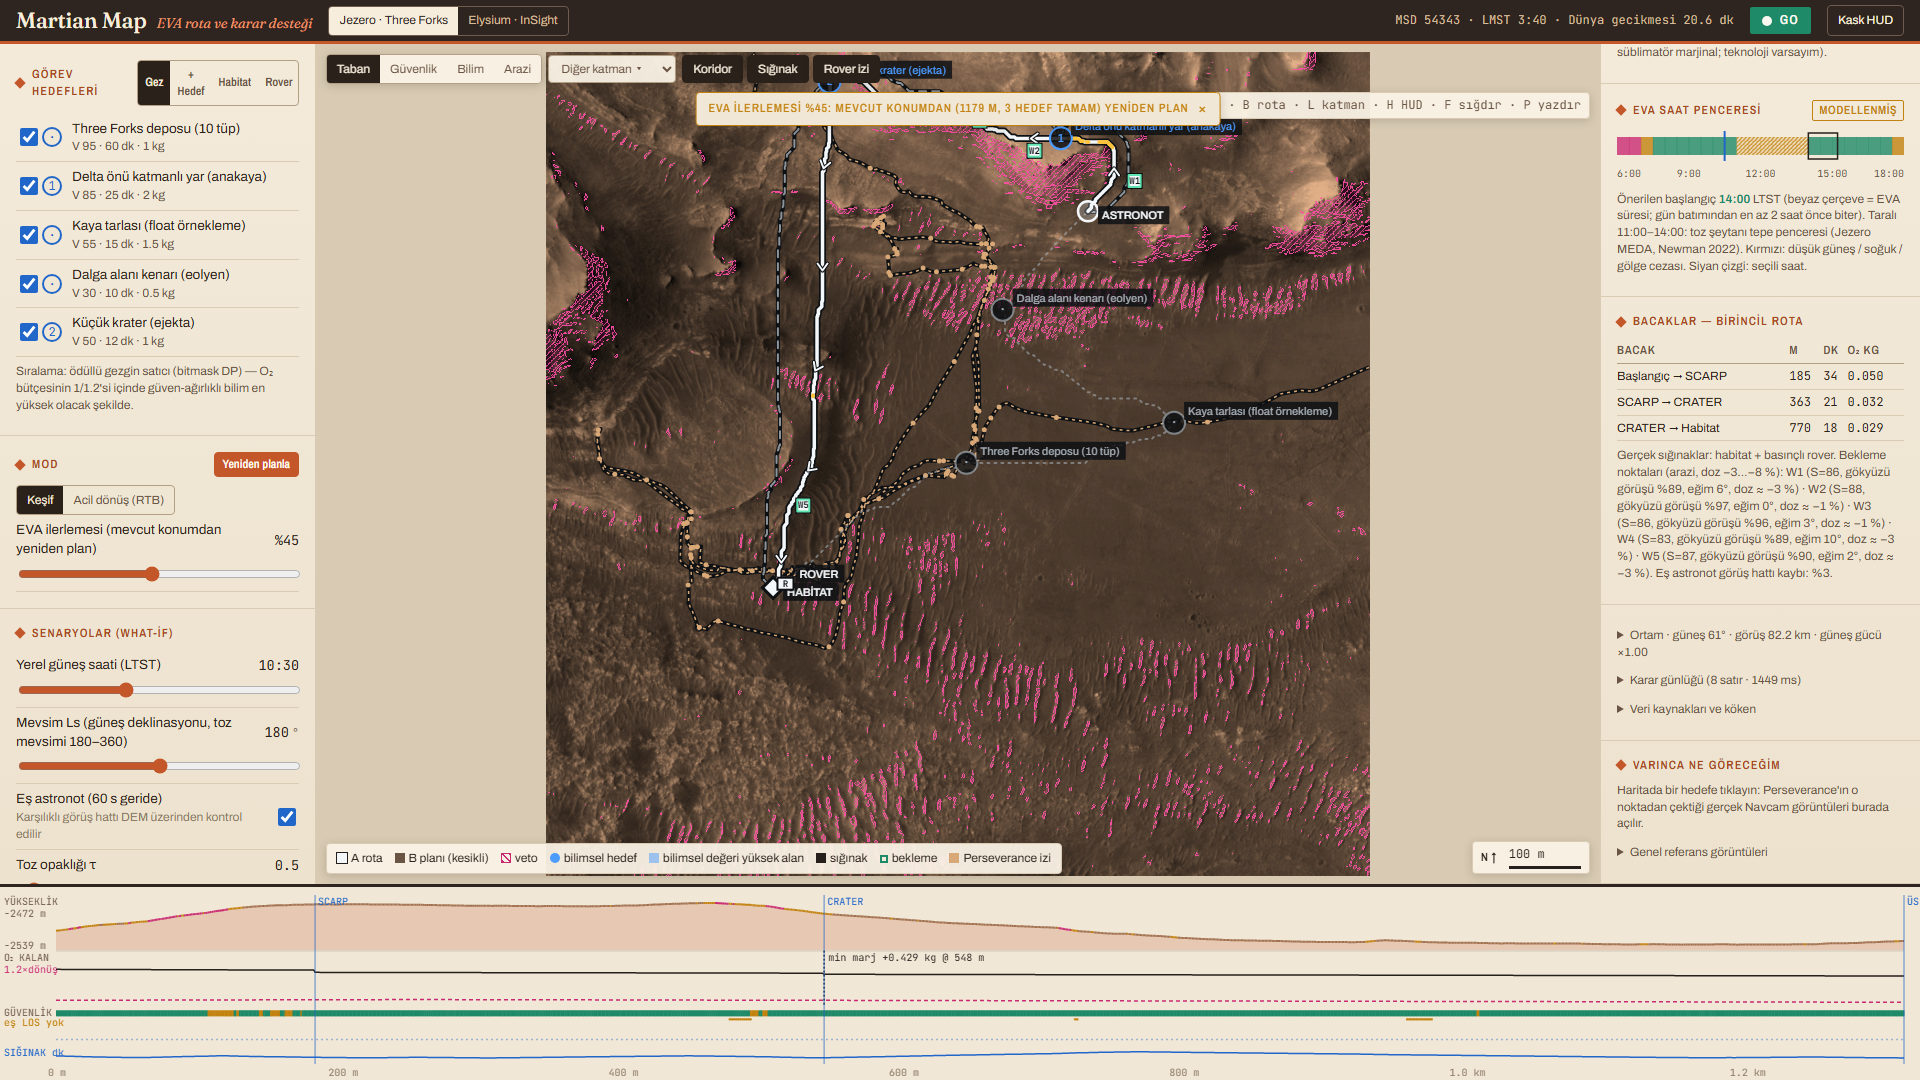 Martian Map EVA rota ve karar desteği
Jezero · Three Forks
Elysium · InSight
MSD 54343 · LMST 3:40 · Dünya gecikmesi 20.6 dk
GO
Kask HUD
GÖREV HEDEFLERİ
Gez
+ Hedef
Habitat
Rover
Three Forks deposu (10 tüp)
V 95 · 60 dk · 1 kg
1
Delta önü katmanlı yar (anakaya)
V 85 · 25 dk · 2 kg
Kaya tarlası (float örnekleme)
V 55 · 15 dk · 1.5 kg
Dalga alanı kenarı (eolyen)
V 30 · 10 dk · 0.5 kg
2
Küçük krater (ejekta)
V 50 · 12 dk · 1 kg
Sıralama: ödüllü gezgin satıcı (bitmask DP) — O₂
bütçesinin 1/1.2'si içinde güven-ağırlıklı bilim en
yüksek olacak şekilde.
MOD
Yeniden planla
Keşif
Acil dönüş (RTB)
EVA ilerlemesi (mevcut konumdan
yeniden plan)
%45
SENARYOLAR (WHAT-İF)
Yerel güneş saati (LTST)
10:30
Mevsim Ls (güneş deklinasyonu, toz
mevsimi 180–360)
180 °
Eş astronot (60 s geride)
Karşılıklı görüş hattı DEM üzerinden kontrol
edilir
Toz opaklığı τ
0.5
Taban
Güvenlik
Bilim
Arazi
Diğer katman ▾
Koridor
Sığınak
Rover izi
krater (ejekta)
EVA İLERLEMESİ %45: MEVCUT KONUMDAN (1179 M, 3 HEDEF TAMAM) YENİDEN PLAN ×
· B rota · L katman · H HUD · F sığdır · P yazdır
Delta önü katmanlı yar (anakaya)
1
W2
W1
ASTRONOT
Dalga alanı kenarı (eolyen)
Kaya tarlası (float örnekleme)
Three Forks deposu (10 tüp)
W5
R
ROVER
HABİTAT
A rota
B planı (kesikli)
veto
bilimsel hedef
bilimsel değeri yüksek alan
sığınak
bekleme
Perseverance izi
N↑
100 m
süblimatör marjinal; teknoloji varsayım).
EVA SAAT PENCERESİ
MODELLENMİŞ
6:00 9:00 12:00 15:00 18:00
Önerilen başlangıç 14:00 LTST (beyaz çerçeve = EVA
süresi; gün batımından en az 2 saat önce biter). Taralı
11:00–14:00: toz şeytanı tepe penceresi (Jezero
MEDA, Newman 2022). Kırmızı: düşük güneş / soğuk /
gölge cezası. Siyan çizgi: seçili saat.
BACAKLAR — BİRİNCİL ROTA
BACAK M DK O₂ KG
Başlangıç → SCARP 185 34 0.050
SCARP → CRATER 363 21 0.032
CRATER → Habitat 770 18 0.029
Gerçek sığınaklar: habitat + basınçlı rover. Bekleme
noktaları (arazi, doz −3…−8 %): W1 (S=86, gökyüzü
görüşü %89, eğim 6°, doz ≈ −3 %) · W2 (S=88,
gökyüzü görüşü %97, eğim 0°, doz ≈ −1 %) · W3
(S=86, gökyüzü görüşü %96, eğim 3°, doz ≈ −1 %) ·
W4 (S=83, gökyüzü görüşü %89, eğim 10°, doz ≈ −3
%) · W5 (S=87, gökyüzü görüşü %90, eğim 2°, doz ≈
−3 %). Eş astronot görüş hattı kaybı: %3.
Ortam · güneş 61° · görüş 82.2 km · güneş gücü
×1.00
Karar günlüğü (8 satır · 1449 ms)
Veri kaynakları ve köken
VARINCA NE GÖRECEĞİM
Haritada bir hedefe tıklayın: Perseverance'ın o
noktadan çektiği gerçek Navcam görüntüleri burada
açılır.
Genel referans görüntüleri
YÜKSEKLİK
-2472 m
-2539 m
SCARP
CRATER
ÜS
O₂ KALAN
1.2×dönüş
min marj +0.429 kg @ 548 m
GÜVENLİK
eş LOS yok
SIĞINAK dk
0 m 200 m 400 m 600 m 800 m 1.0 km 1.2 km